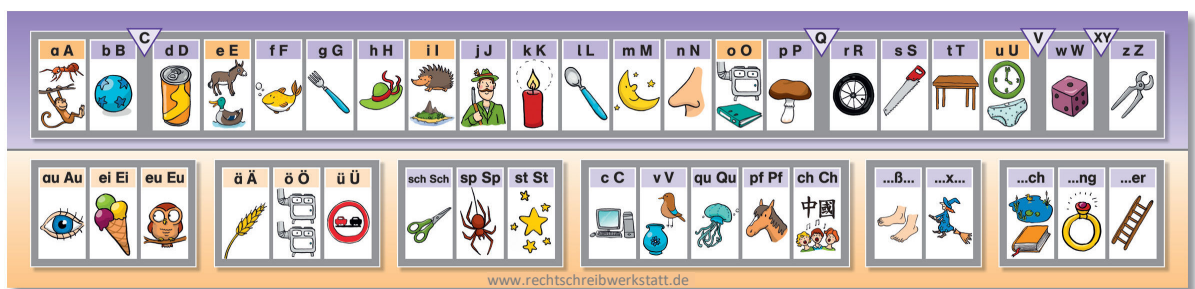 a A b B C d D e E f F g G h H i I j J k K l L m M n N o O p P Q r R s S t T u U V w W XY z Z
au Au ei Ei eu Eu ä Ä ö Ö ü Ü sch Sch sp Sp st St c C v V qu Qu pf Pf ch Ch ...ß... ...x... ...ch ...ng ...er
中國
www.rechtschreibwerkstatt.de